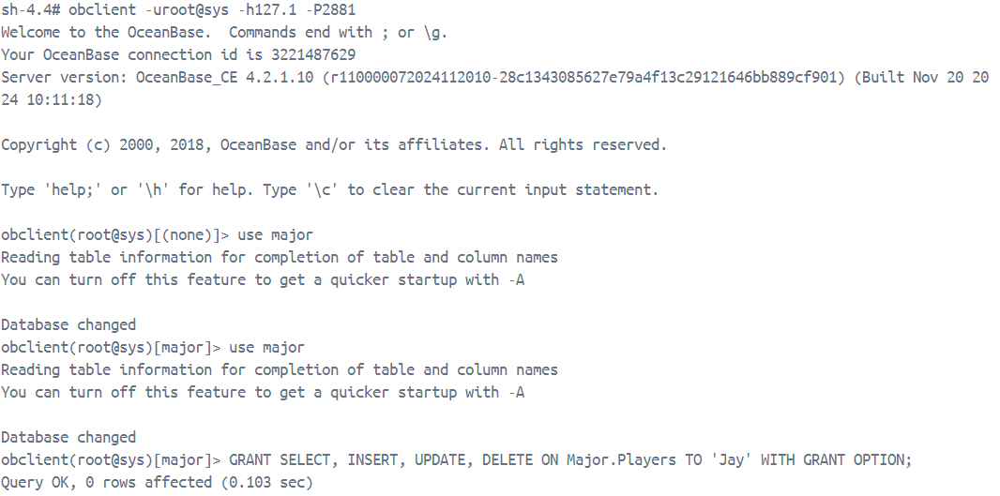 sh-4.4# obclient -uroot@sys -h127.1 -P2881
Welcome to the OceanBase.  Commands end with ; or \g.
Your OceanBase connection id is 3221487629
Server version: OceanBase_CE 4.2.1.10 (r110000072024112010-28c1343085627e79a4f13c29121646bb889cf901) (Built Nov 20 20
24 10:11:18)
Copyright (c) 2000, 2018, OceanBase and/or its affiliates. All rights reserved.
Type 'help;' or '\h' for help. Type '\c' to clear the current input statement.
obclient(root@sys)[(none)]> use major
Reading table information for completion of table and column names
You can turn off this feature to get a quicker startup with -A
Database changed
obclient(root@sys)[major]> use major
Reading table information for completion of table and column names
You can turn off this feature to get a quicker startup with -A
Database changed
obclient(root@sys)[major]> GRANT SELECT, INSERT, UPDATE, DELETE ON Major.Players TO 'Jay' WITH GRANT OPTION;
Query OK, 0 rows affected (0.103 sec)